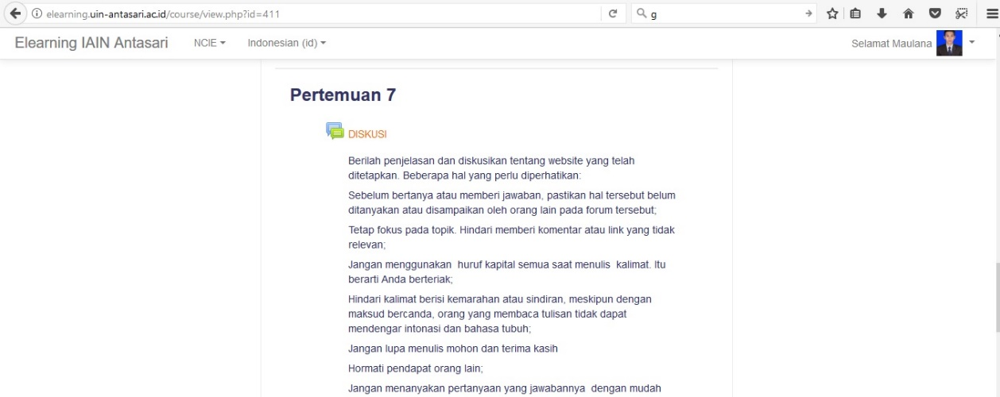 elearning.uin-antasari.ac.id/course/view.php?id=411
g
Elearning IAIN Antasari NCIE Indonesian (id) Selamat Maulana
Pertemuan 7
DISKUSI
Berilah penjelasan dan diskusikan tentang website yang telah
ditetapkan. Beberapa hal yang perlu diperhatikan:
Sebelum bertanya atau memberi jawaban, pastikan hal tersebut belum
ditanyakan atau disampaikan oleh orang lain pada forum tersebut;
Tetap fokus pada topik. Hindari memberi komentar atau link yang tidak
relevan;
Jangan menggunakan  huruf kapital semua saat menulis  kalimat. Itu
berarti Anda berteriak;
Hindari kalimat berisi kemarahan atau sindiran, meskipun dengan
maksud bercanda, orang yang membaca tulisan tidak dapat
mendengar intonasi dan bahasa tubuh;
Jangan lupa menulis mohon dan terima kasih
Hormati pendapat orang lain;
Jangan menanyakan pertanyaan yang jawabannya  dengan mudah